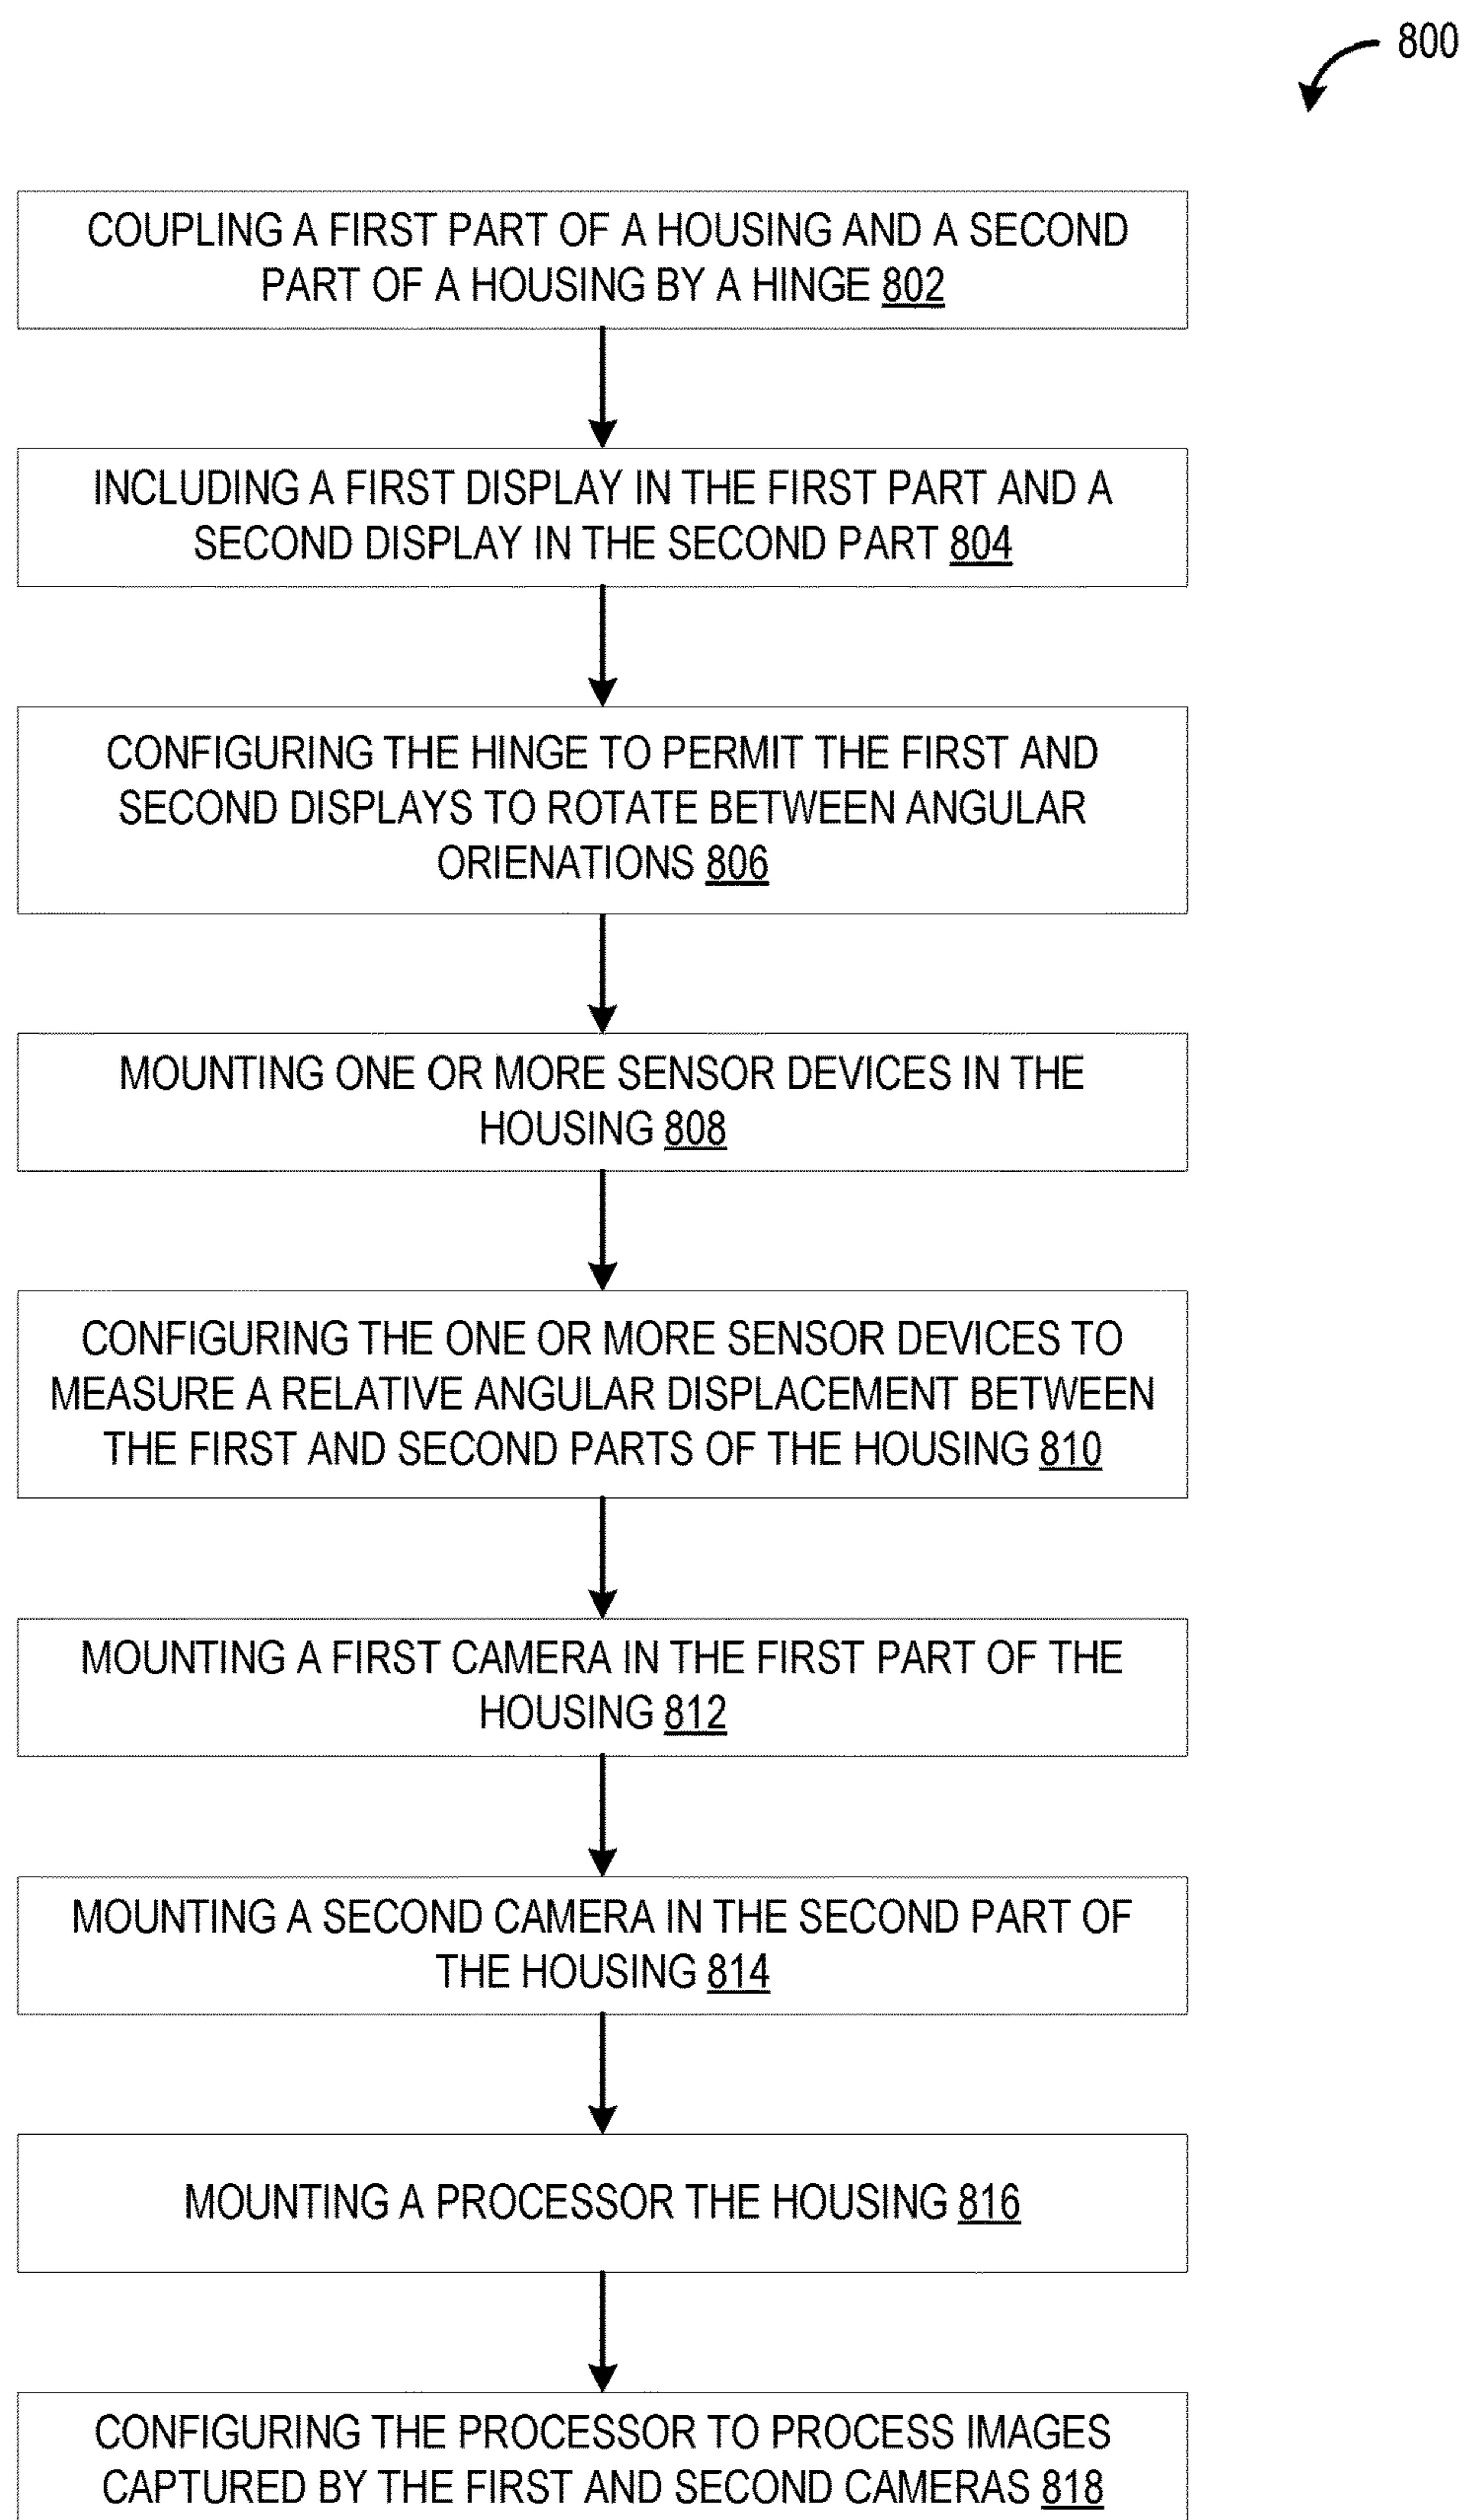 800
COUPLING A FIRST PART OF A HOUSING AND A SECOND
PART OF A HOUSING BY A HINGE 802
INCLUDING A FIRST DISPLAY IN THE FIRST PART AND A
SECOND DISPLAY IN THE SECOND PART 804
CONFIGURING THE HINGE TO PERMIT THE FIRST AND
SECOND DISPLAYS TO ROTATE BETWEEN ANGULAR
ORIENATIONS 806
MOUNTING ONE OR MORE SENSOR DEVICES IN THE
HOUSING 808
CONFIGURING THE ONE OR MORE SENSOR DEVICES TO
MEASURE A RELATIVE ANGULAR DISPLACEMENT BETWEEN
THE FIRST AND SECOND PARTS OF THE HOUSING 810
MOUNTING A FIRST CAMERA IN THE FIRST PART OF THE
HOUSING 812
MOUNTING A SECOND CAMERA IN THE SECOND PART OF
THE HOUSING 814
MOUNTING A PROCESSOR THE HOUSING 816
CONFIGURING THE PROCESSOR TO PROCESS IMAGES
CAPTURED BY THE FIRST AND SECOND CAMERAS 818